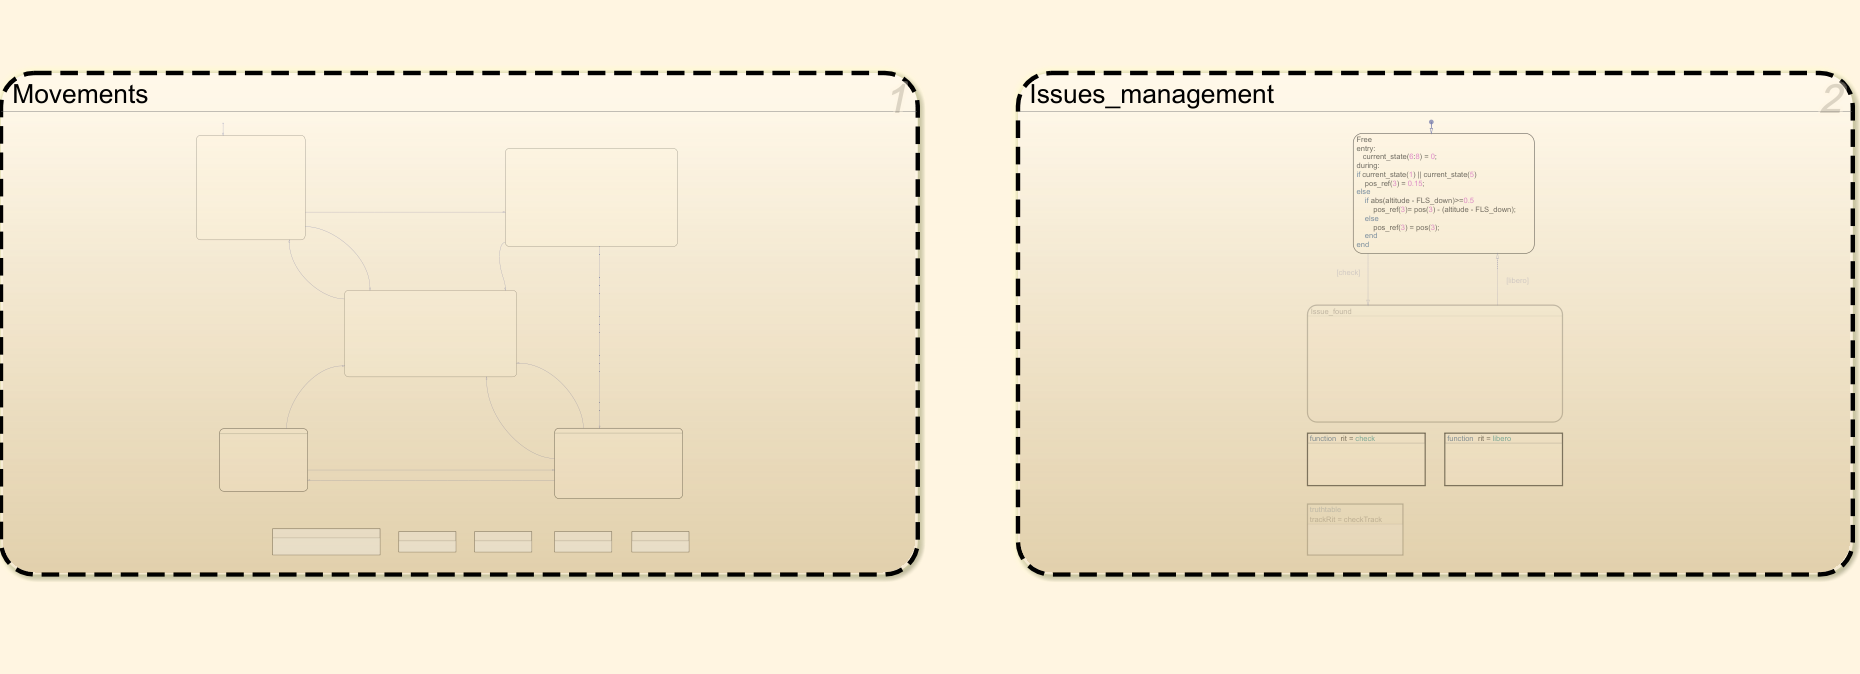 Movements
1
Issues_management
2
Free
entry:
current_state(6:8) = 0;
during:
if current_state(1) || current_state(5)
pos_ref(3) = 0.15;
else
if abs(altitude - FLS_down)>=0.5
pos_ref(3)= pos(3) - (altitude - FLS_down);
else
pos_ref(3) = pos(3);
end
end
[check]
[libero]
issue_found
function rit = check
function rit = libero
truthtable
trackRit = checkTrack